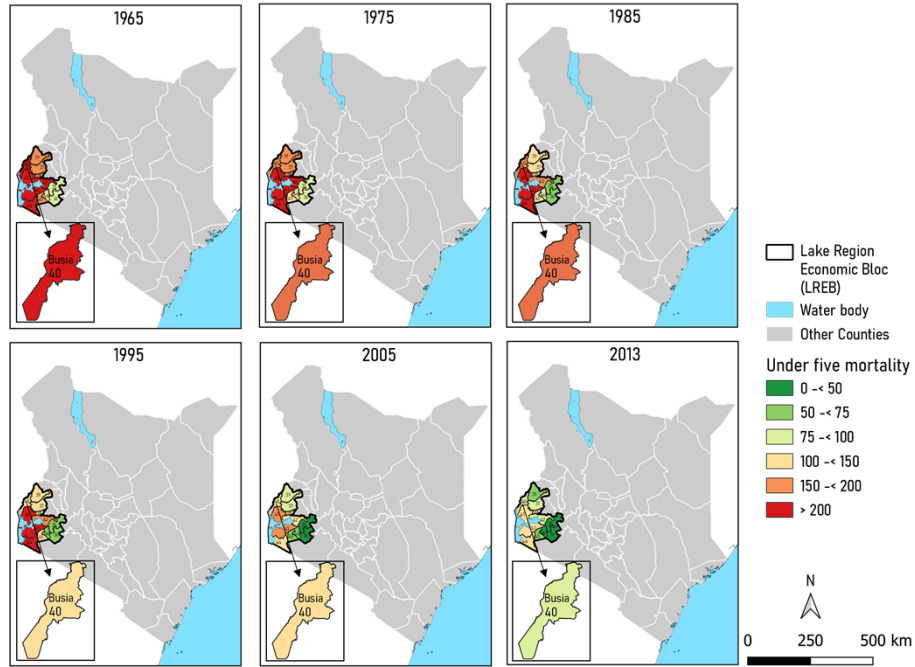 1965
Busia
40
1975
Busia
40
1985
Busia
40
1995
Busia
40
2005
Busia
40
2013
Busia
40
Lake Region
Economic Bloc
(LREB)
Water body
Other Counties
Under five mortality
0 -< 50
50 -< 75
75 -< 100
100 -< 150
150 -< 200
> 200
N
0 250 500 km